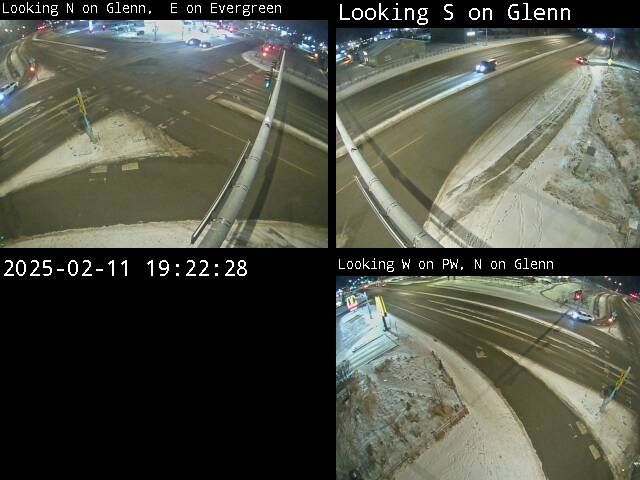 Looking N on Glenn,  E on Evergreen
Looking S on Glenn
2025-02-11 19:22:28
Looking W on PW, N on Glenn